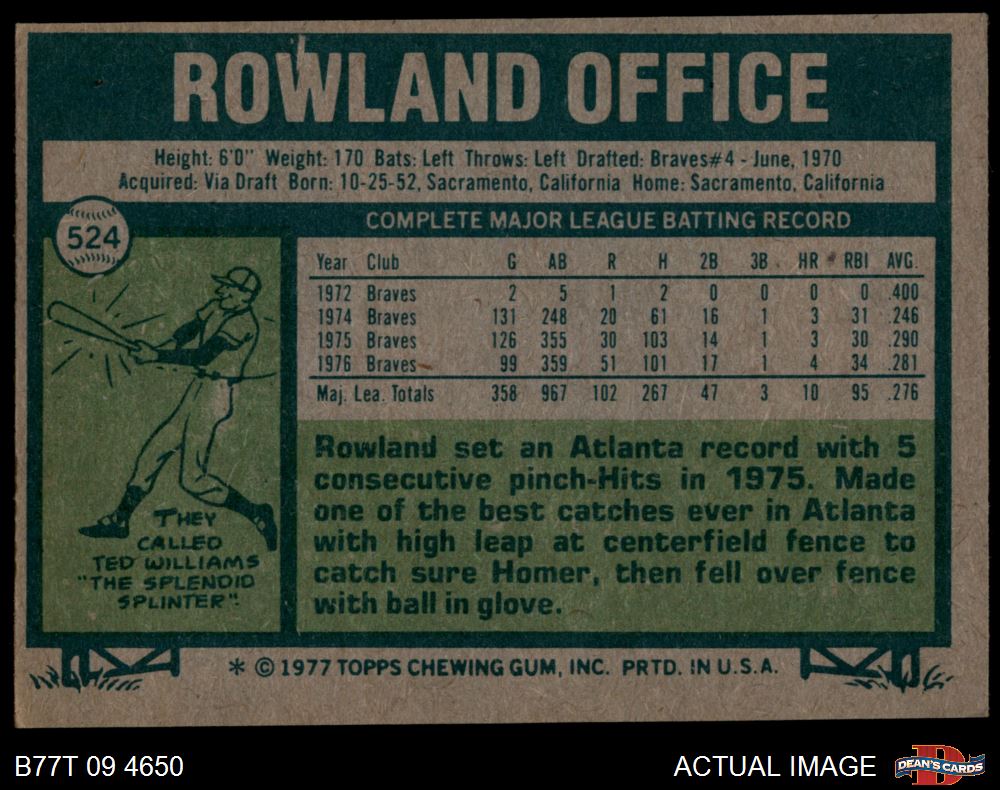 ROWLAND OFFICE
Height: 6'0" Weight: 170 Bats: Left Throws: Left Drafted: Braves#4 - June, 1970
Acquired: Via Draft Born: 10-25-52, Sacramento, California Home: Sacramento, California
524
COMPLETE MAJOR LEAGUE BATTING RECORD
Year Club G AB R H 2B 3B HR RBI AVG.
1972 Braves 2 5 1 2 0 0 0 0 .400
1974 Braves 131 248 20 61 16 1 3 31 .246
1975 Braves 126 355 30 103 14 1 3 30 .290
1976 Braves 99 359 51 101 17 1 4 34 .281
Maj. Lea. Totals 358 967 102 267 47 3 10 95 .276
THEY
CALLED
TED WILLIAMS
"THE SPLENDID
SPLINTER".
Rowland set an Atlanta record with 5
consecutive pinch-Hits in 1975. Made
one of the best catches ever in Atlanta
with high leap at centerfield fence to
catch sure Homer, then fell over fence
with ball in glove.
* © 1977 TOPPS CHEWING GUM, INC. PRTD. IN U.S.A.
B77T 09 4650
ACTUAL IMAGE
DEAN'S CARDS